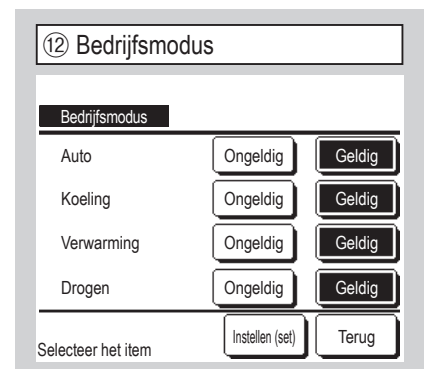 ⑫ Bedrijfsmodus
Bedrijfsmodus
Auto Ongeldig Geldig
Koeling Ongeldig Geldig
Verwarming Ongeldig Geldig
Drogen Ongeldig Geldig
Selecteer het item Instellen (set) Terug